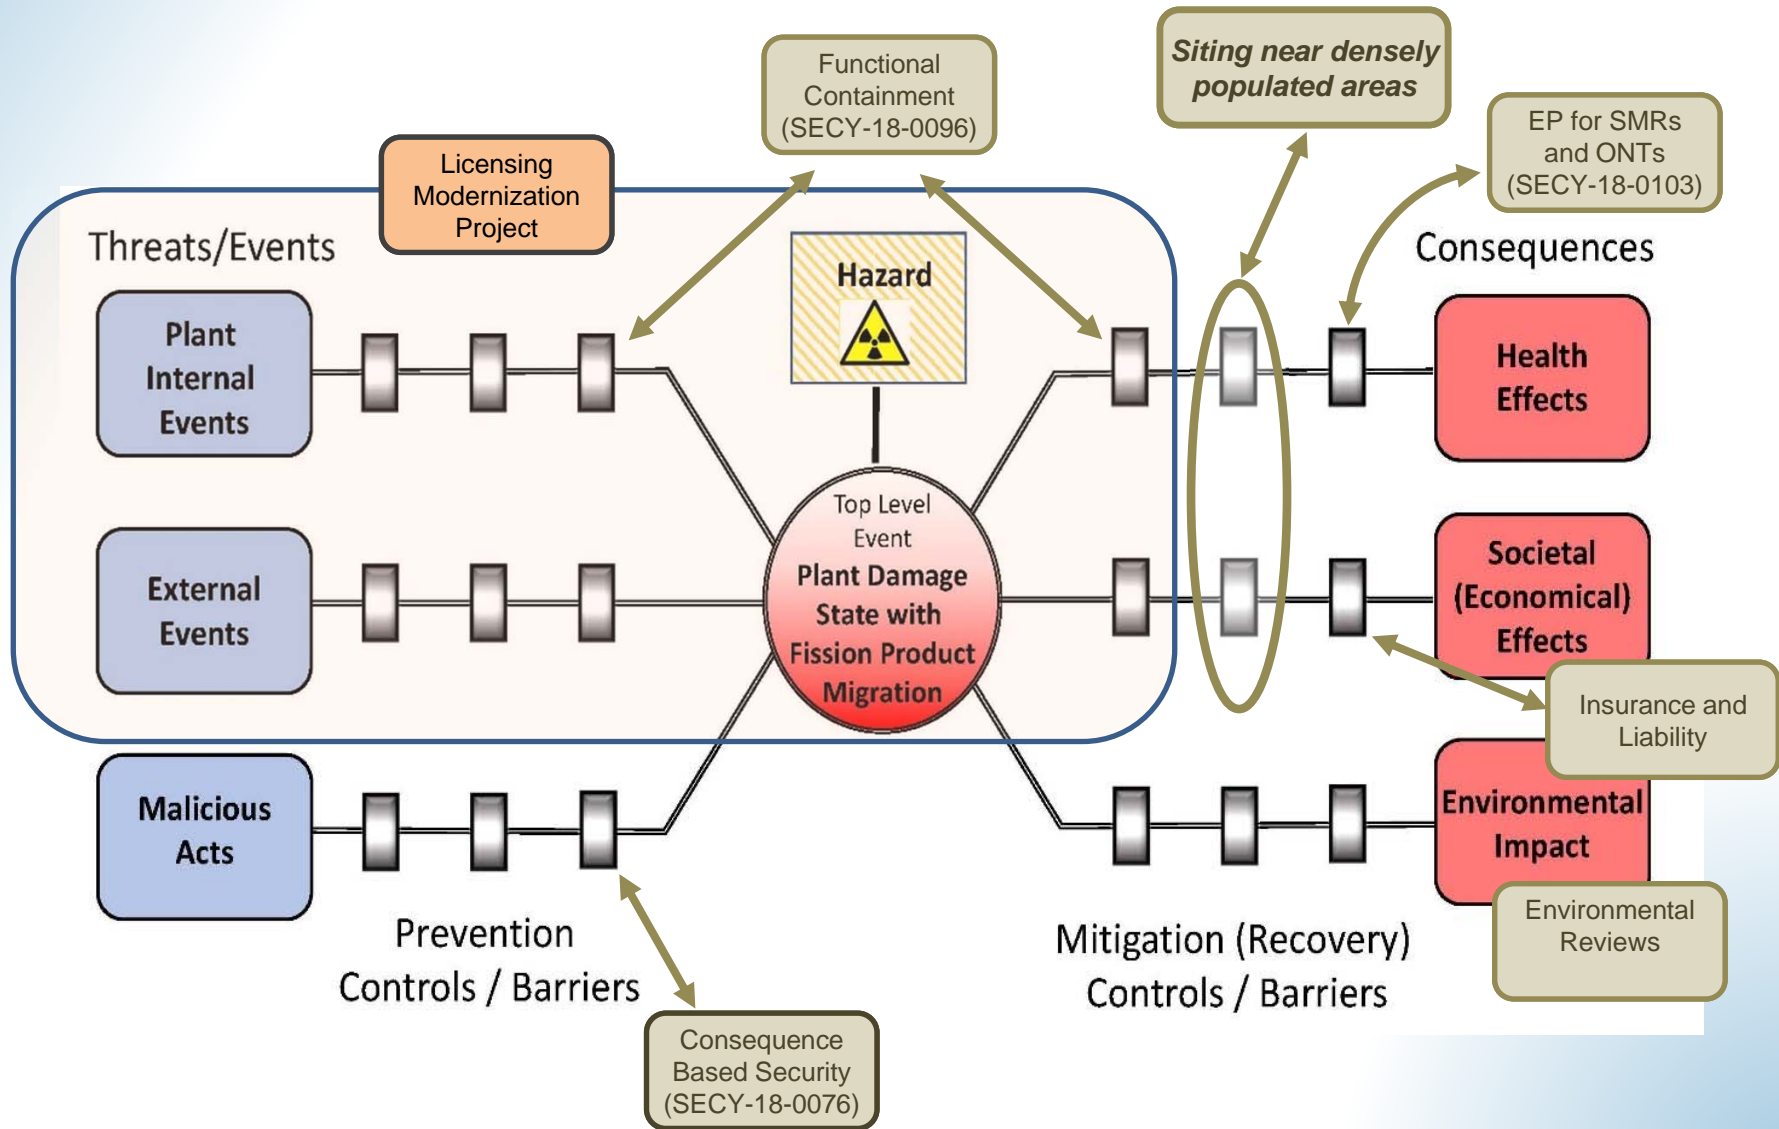 Siting near densely
populated areas
Functional
Containment
(SECY-18-0096)
EP for SMRs
and ONTs
(SECY-18-0103)
Licensing
Modernization
Project
Threats/Events
Hazard
Consequences
Plant
Internal
Events
Health
Effects
Top Level
Event
Plant Damage
State with
Fission Product
Migration
External
Events
Societal
(Economical)
Effects
Insurance and
Liability
Malicious
Acts
Environmental
Impact
Environmental
Reviews
Prevention
Controls / Barriers
Mitigation (Recovery)
Controls / Barriers
Consequence
Based Security
(SECY-18-0076)